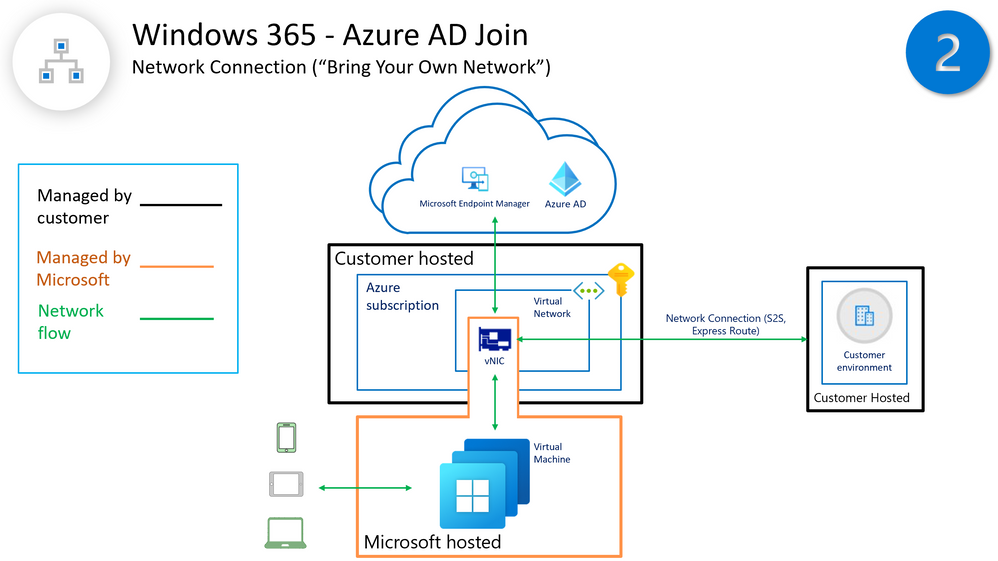 Windows 365 - Azure AD Join
Network Connection (“Bring Your Own Network”)
2
Managed by
customer
Managed by
Microsoft
Network
flow
Microsoft Endpoint Manager
Azure AD
Customer hosted
Azure
subscription
Virtual
Network
vNIC
Network Connection (S2S,
Express Route)
Customer
environment
Customer Hosted
Virtual
Machine
Microsoft hosted